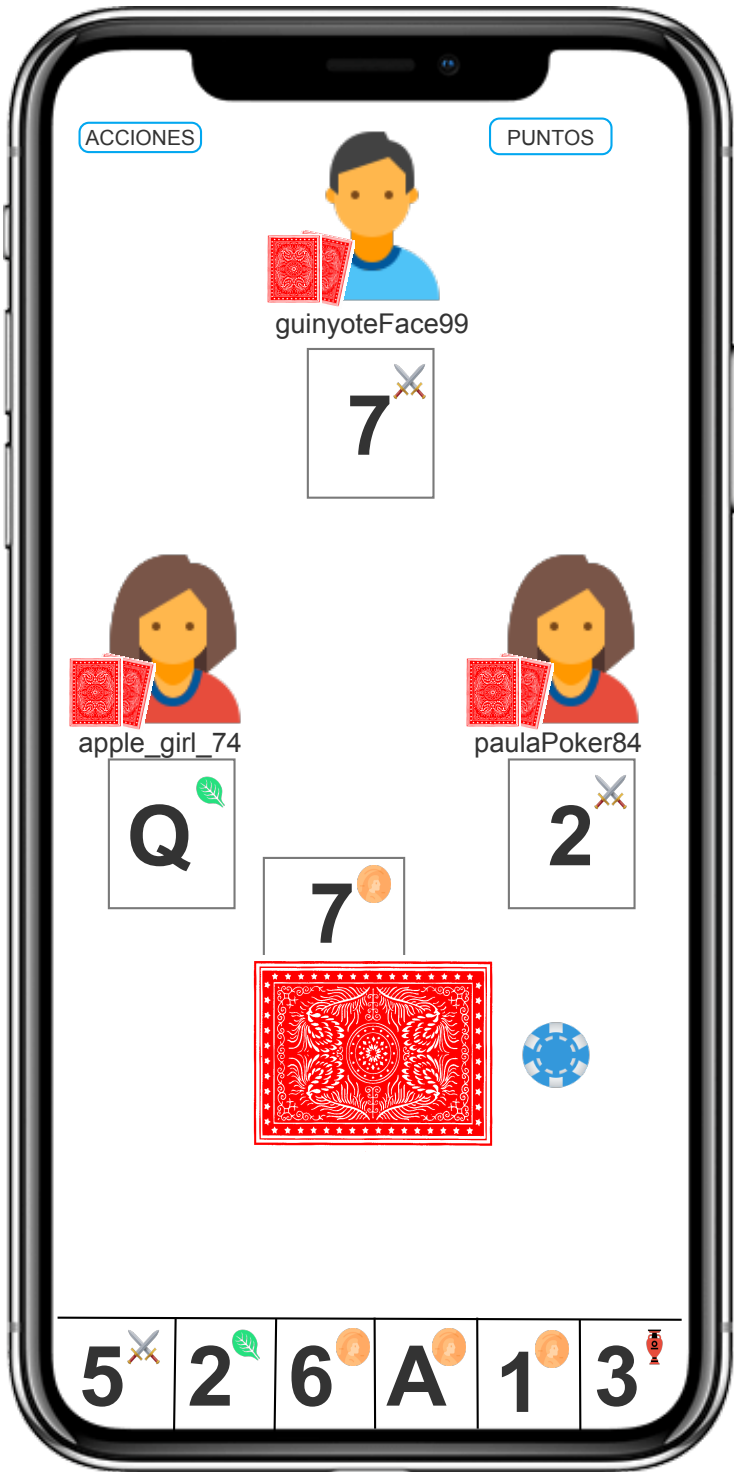 ACCIONES
PUNTOS
guinyoteFace99
7
apple_girl_74
paulaPoker84
Q
2
7
5 2 6 A 1 3